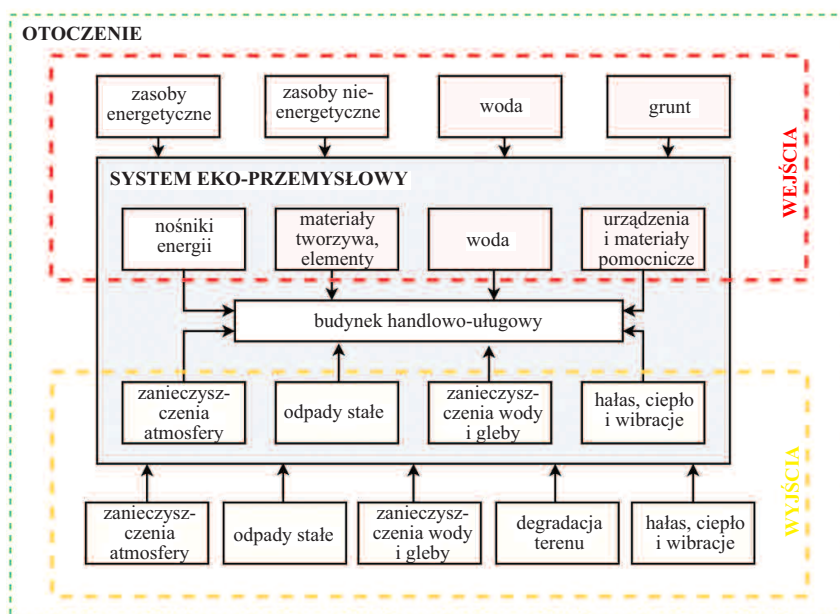 OTOCZENIE
zasoby
energetyczne
zasoby nie-
energetyczne
woda
grunt
WEJŚCIA
SYSTEM EKO-PRZEMYSŁOWY
nośniki
energii
materiały
tworzywa,
elementy
woda
urządzenia
i materiały
pomocnicze
budynek handlowo-uługowy
zanieczysz-
czenia
atmosfery
odpady stałe
zanieczysz-
czenia wody
i gleby
hałas, ciepło
i wibracje
WYJŚCIA
zanieczysz-
czenia
atmosfery
odpady stałe
zanieczysz-
czenia wody
i gleby
degradacja
terenu
hałas, ciepło
i wibracje